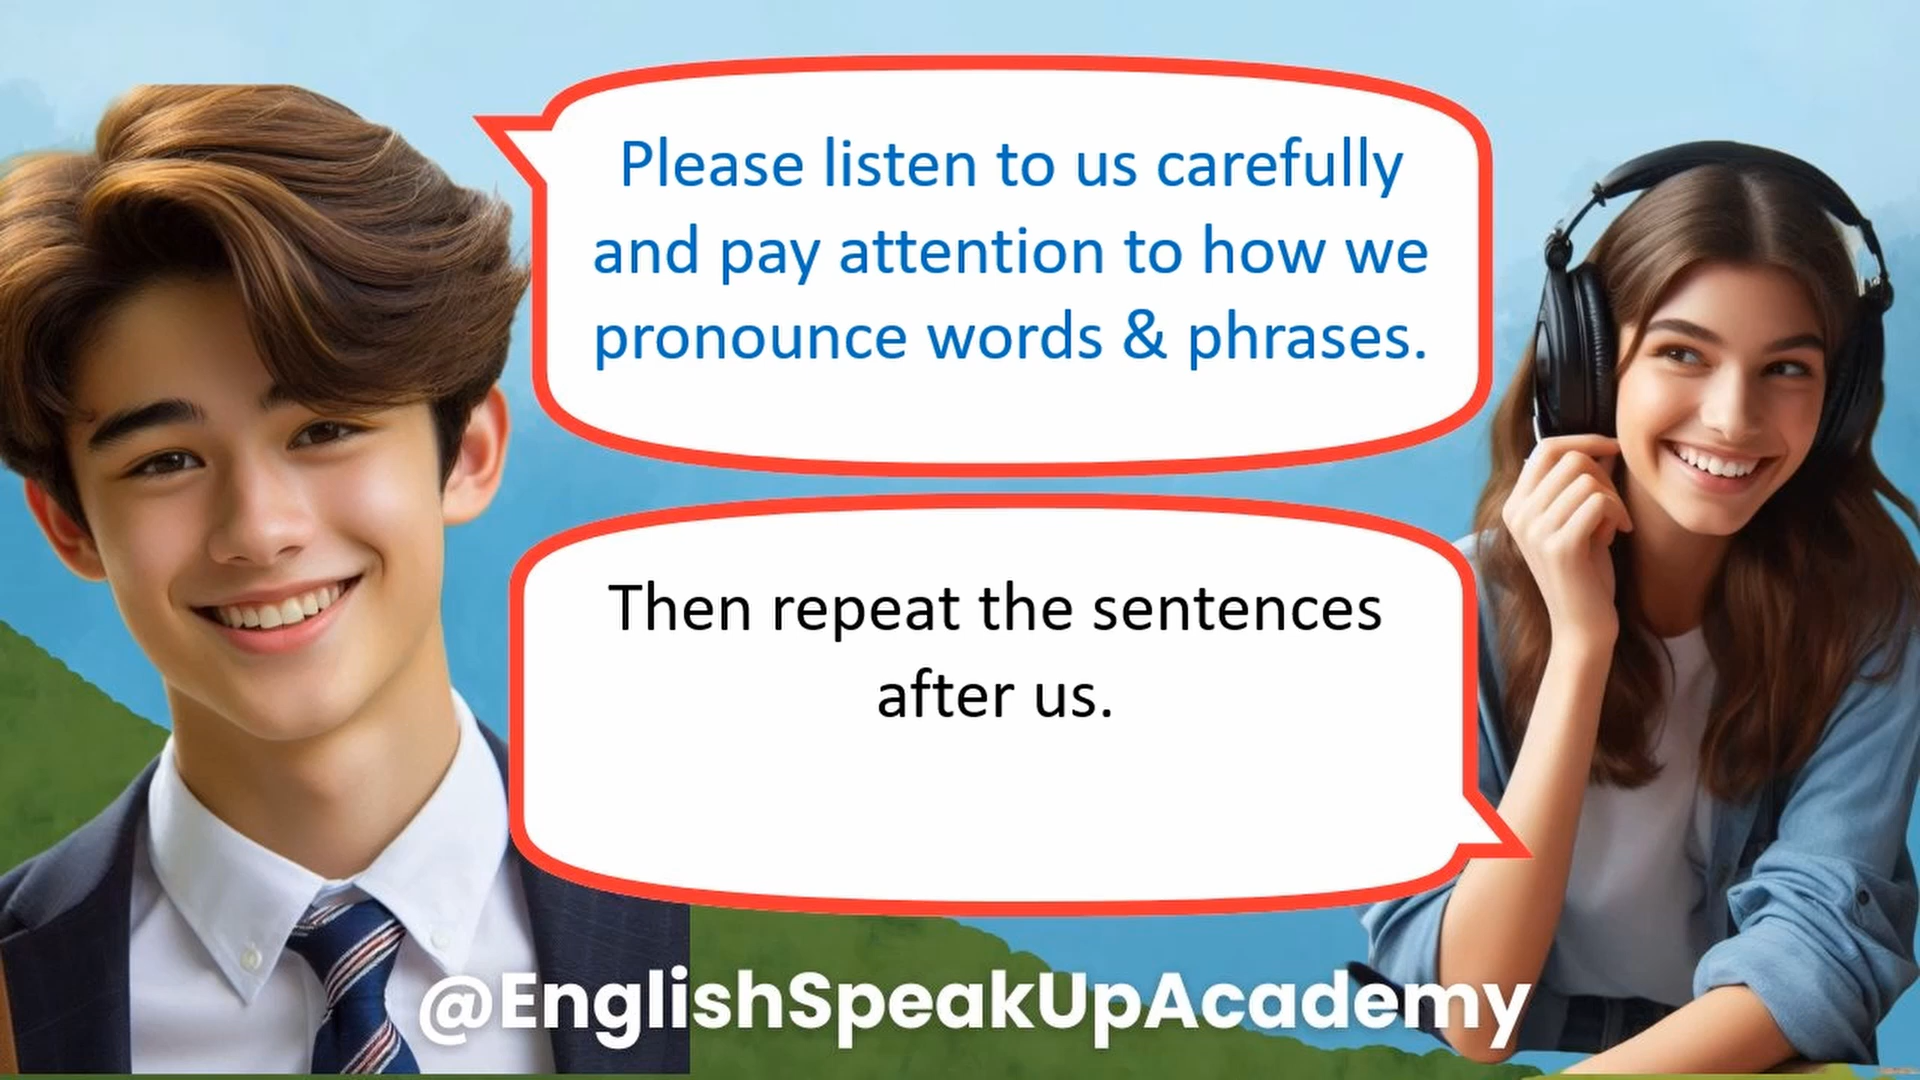 Please listen to us carefully
and pay attention to how we
pronounce words & phrases.
Then repeat the sentences
after us.
@EnglishSpeakUpAcademy